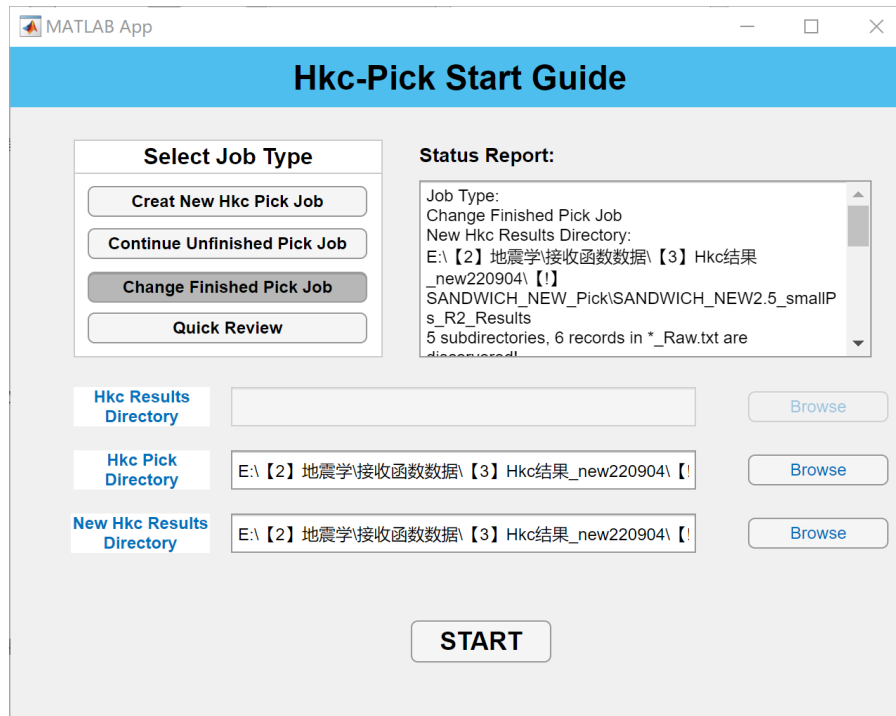 MATLAB App
Hkc-Pick Start Guide
Select Job Type
Creat New Hkc Pick Job
Continue Unfinished Pick Job
Change Finished Pick Job
Quick Review
Status Report:
Job Type:
Change Finished Pick Job
New Hkc Results Directory:
E:\【2】地震学\接收函数数据\【3】Hkc结果
_new220904\【!】
SANDWICH_NEW_Pick\SANDWICH_NEW2.5_smallP
s_R2_Results
5 subdirectories, 6 records in *_Raw.txt are
discervered!
Hkc Results
Directory
Browse
Hkc Pick
Directory
E:\【2】地震学\接收函数数据\【3】Hkc结果_new220904\【!
Browse
New Hkc Results
Directory
E:\【2】地震学\接收函数数据\【3】Hkc结果_new220904\【!
Browse
START